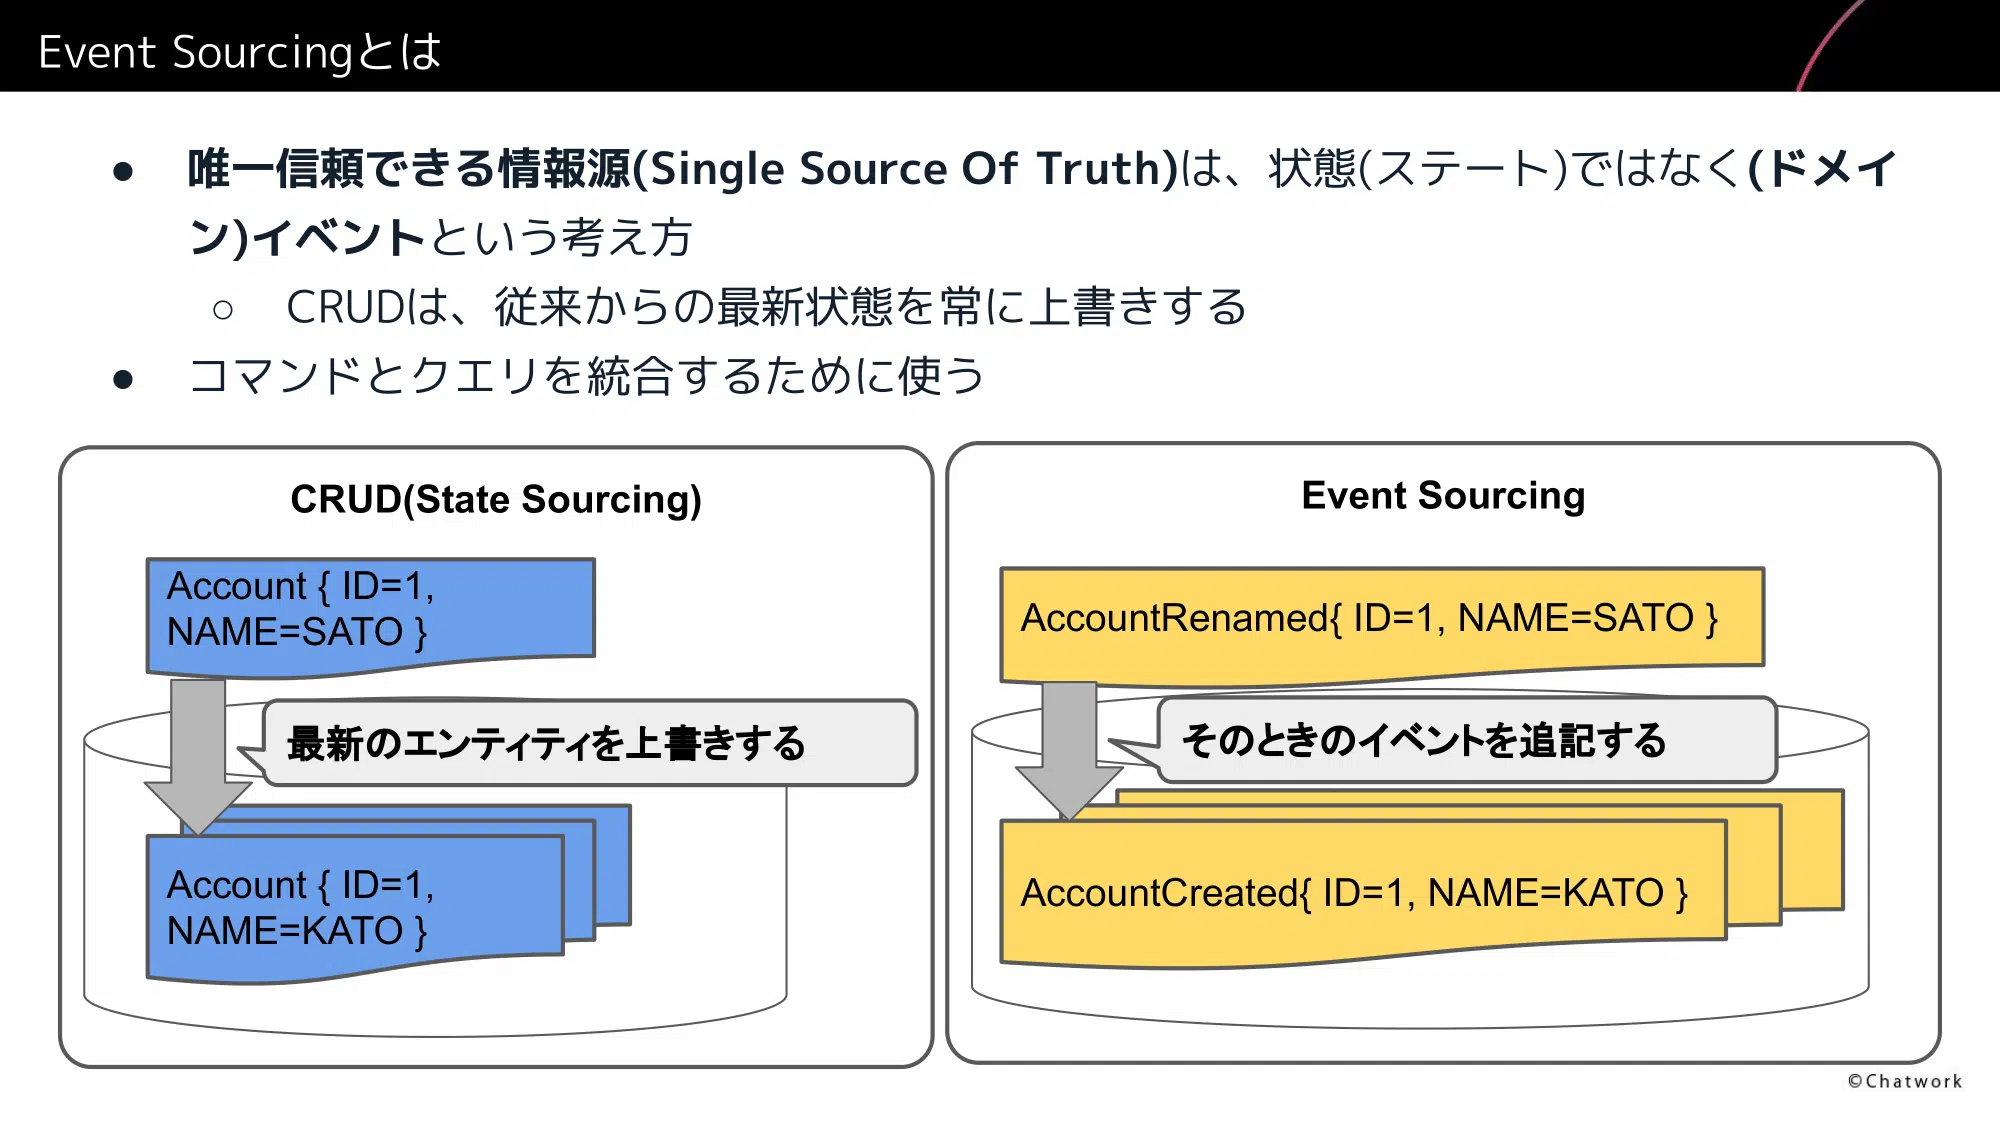 Event Sourcingとは
● 唯一信頼できる情報源(Single Source Of Truth)は、状態(ステート)ではなく(ドメイ
ン)イベントという考え方
○ CRUDは、従来からの最新状態を常に上書きする
● コマンドとクエリを統合するために使う
CRUD(State Sourcing)
Account { ID=1,
NAME=SATO }
最新のエンティティを上書きする
Account { ID=1,
NAME=KATO }
Event Sourcing
AccountRenamed{ ID=1, NAME=SATO }
そのときのイベントを追記する
AccountCreated{ ID=1, NAME=KATO }
©Chatwork